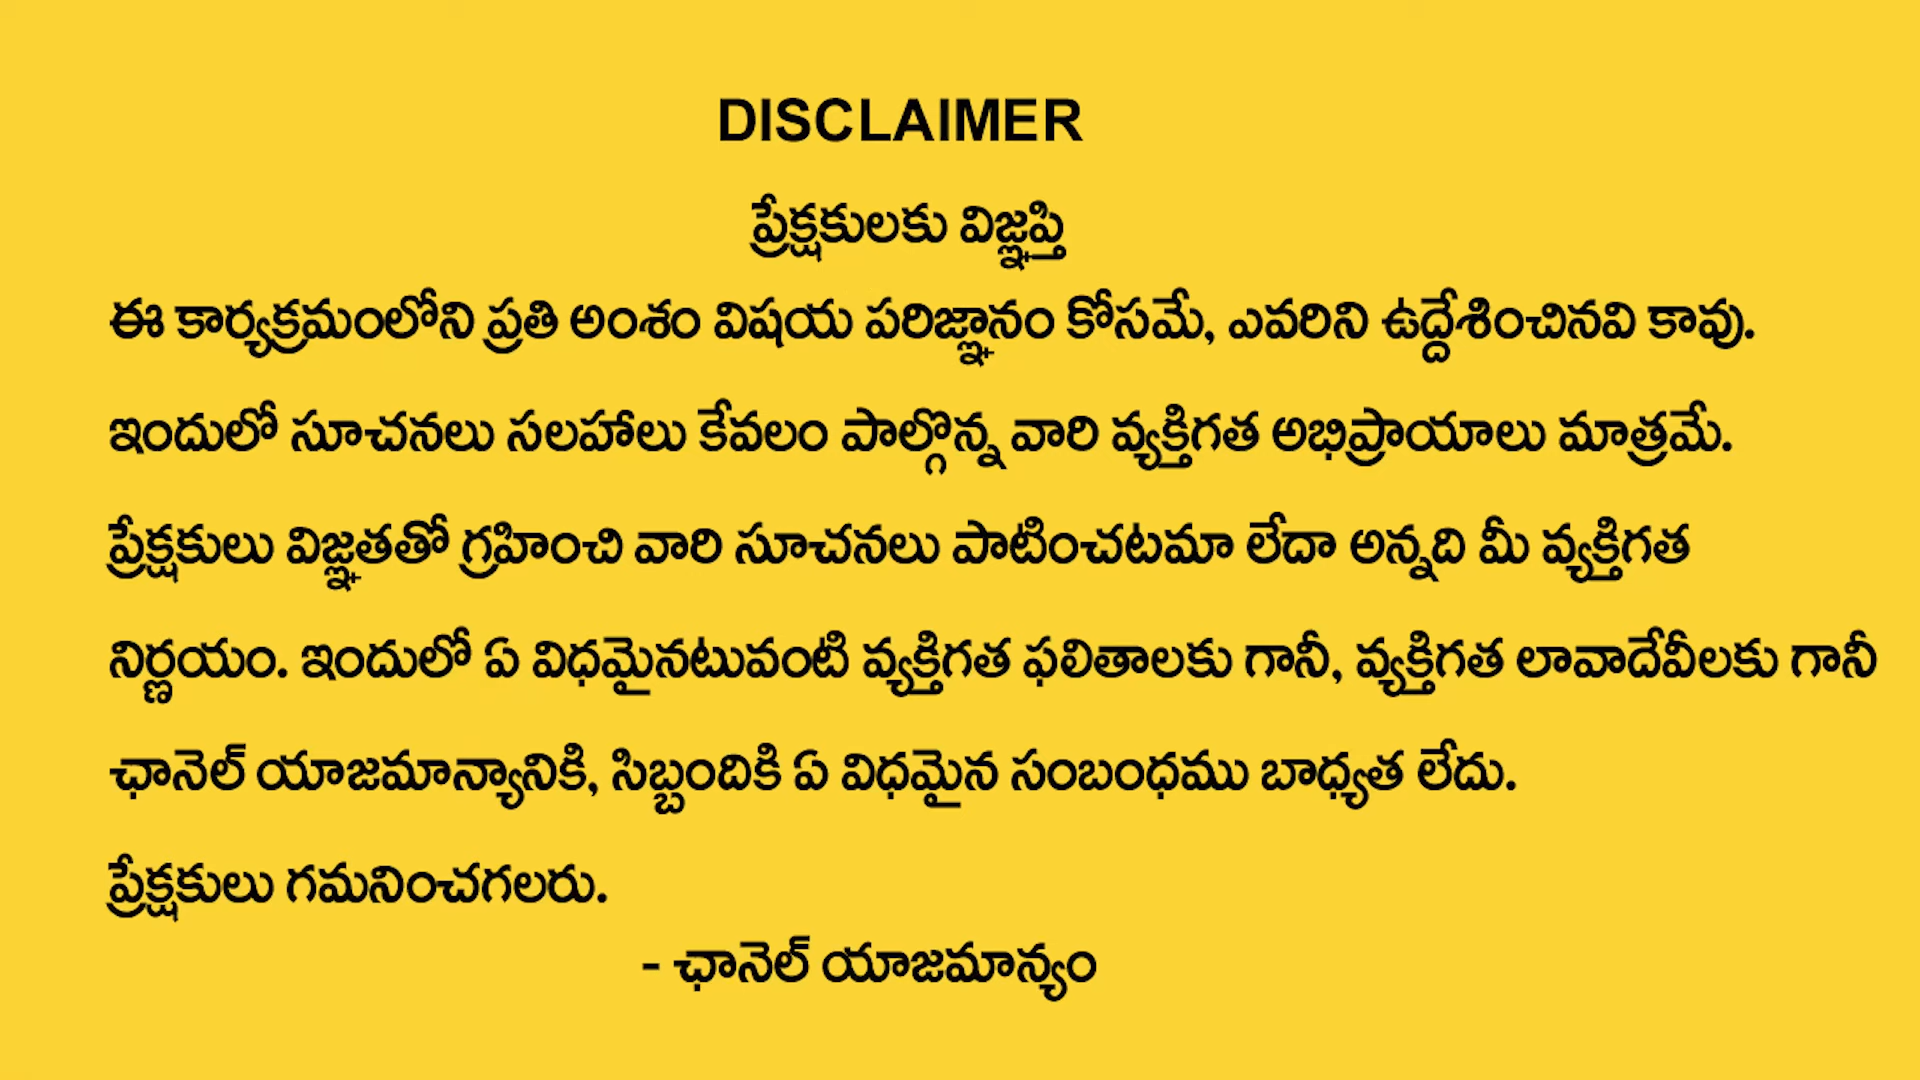 DISCLAIMER
ప్రేక్షకులకు విజ్ఞప్తి
ఈ కార్యక్రమంలోని ప్రతి అంశం విషయ పరిజ్ఞానం కోసమే, ఎవరిని ఉద్దేశించినవి కావు.
ఇందులో సూచనలు సలహాలు కేవలం పాల్గొన్న వారి వ్యక్తిగత అభిప్రాయాలు మాత్రమే.
ప్రేక్షకులు విజ్ఞతతో గ్రహించి వారి సూచనలు పాటించటమా లేదా అన్నది మీ వ్యక్తిగత
నిర్ణయం. ఇందులో ఏ విధమైనటువంటి వ్యక్తిగత ఫలితాలకు గానీ, వ్యక్తిగత లావాదేవీలకు గానీ
ఛానెల్ యాజమాన్యానికి, సిబ్బందికి ఏ విధమైన సంబంధము బాధ్యత లేదు.
ప్రేక్షకులు గమనించగలరు.
- ఛానెల్ యాజమాన్యం